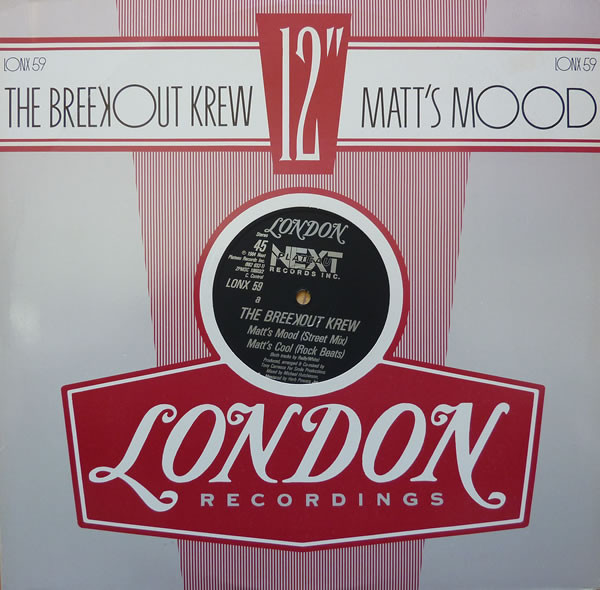 LONX 59
LONX 59
THE BREEKOUT KREW
12"
MATT'S MOOD
LONDON
Stereo
45
NEXT
PLATEAU
RECORDS INC.
LONX 59
a
THE BREEKOUT KREW
Matt's Mood (Street Mix)
Matt's Cool (Rock Beats)
LONDON
RECORDINGS